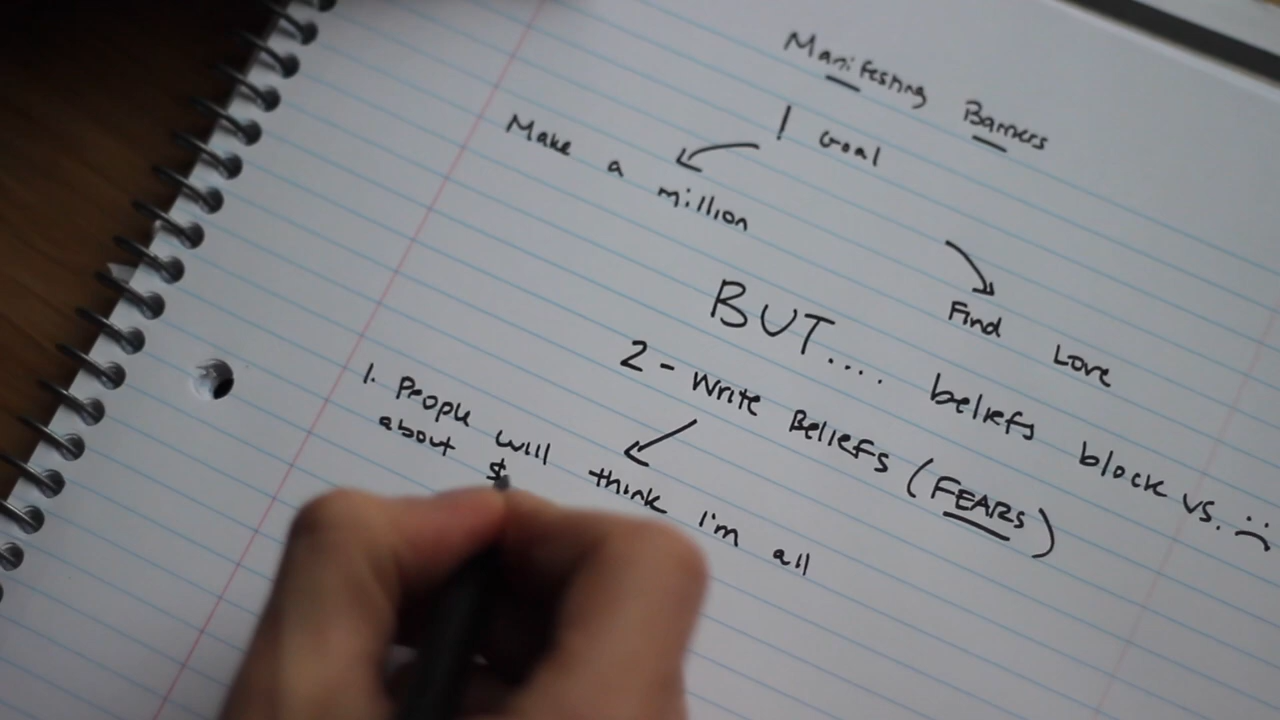 Manifesting Barriers
1 Goal
Make a million
Find Love
BUT.... beliefs block vs. :(
2 - Write Beliefs (FEARS)
1. People will think I'm all
about $